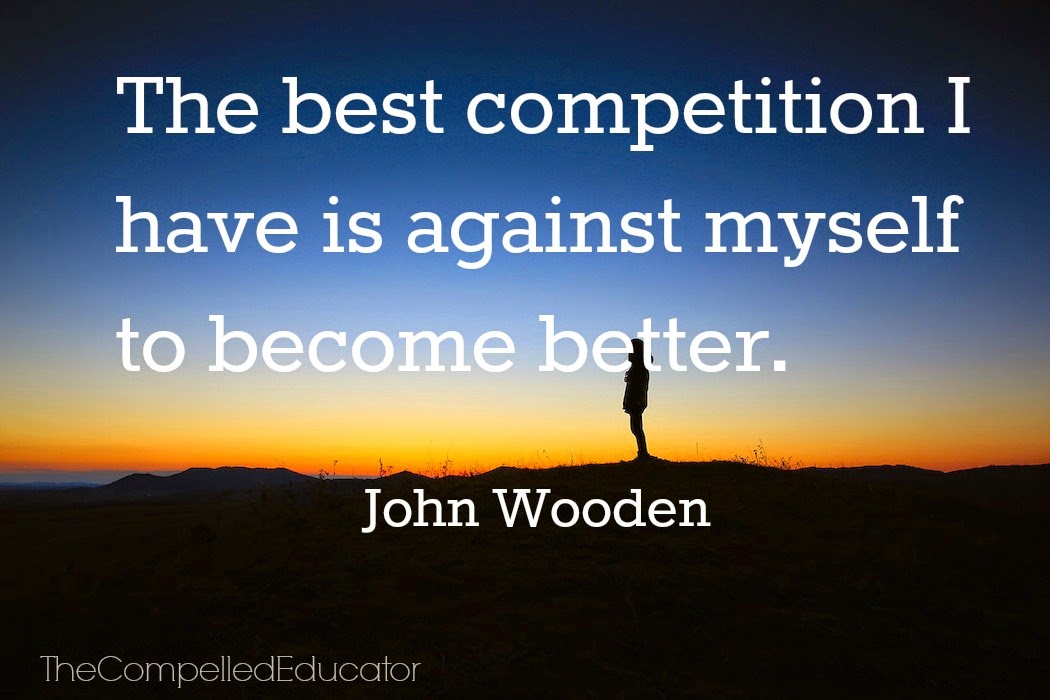 The best competition I
have is against myself
to become better.
John Wooden
TheCompelledEducator